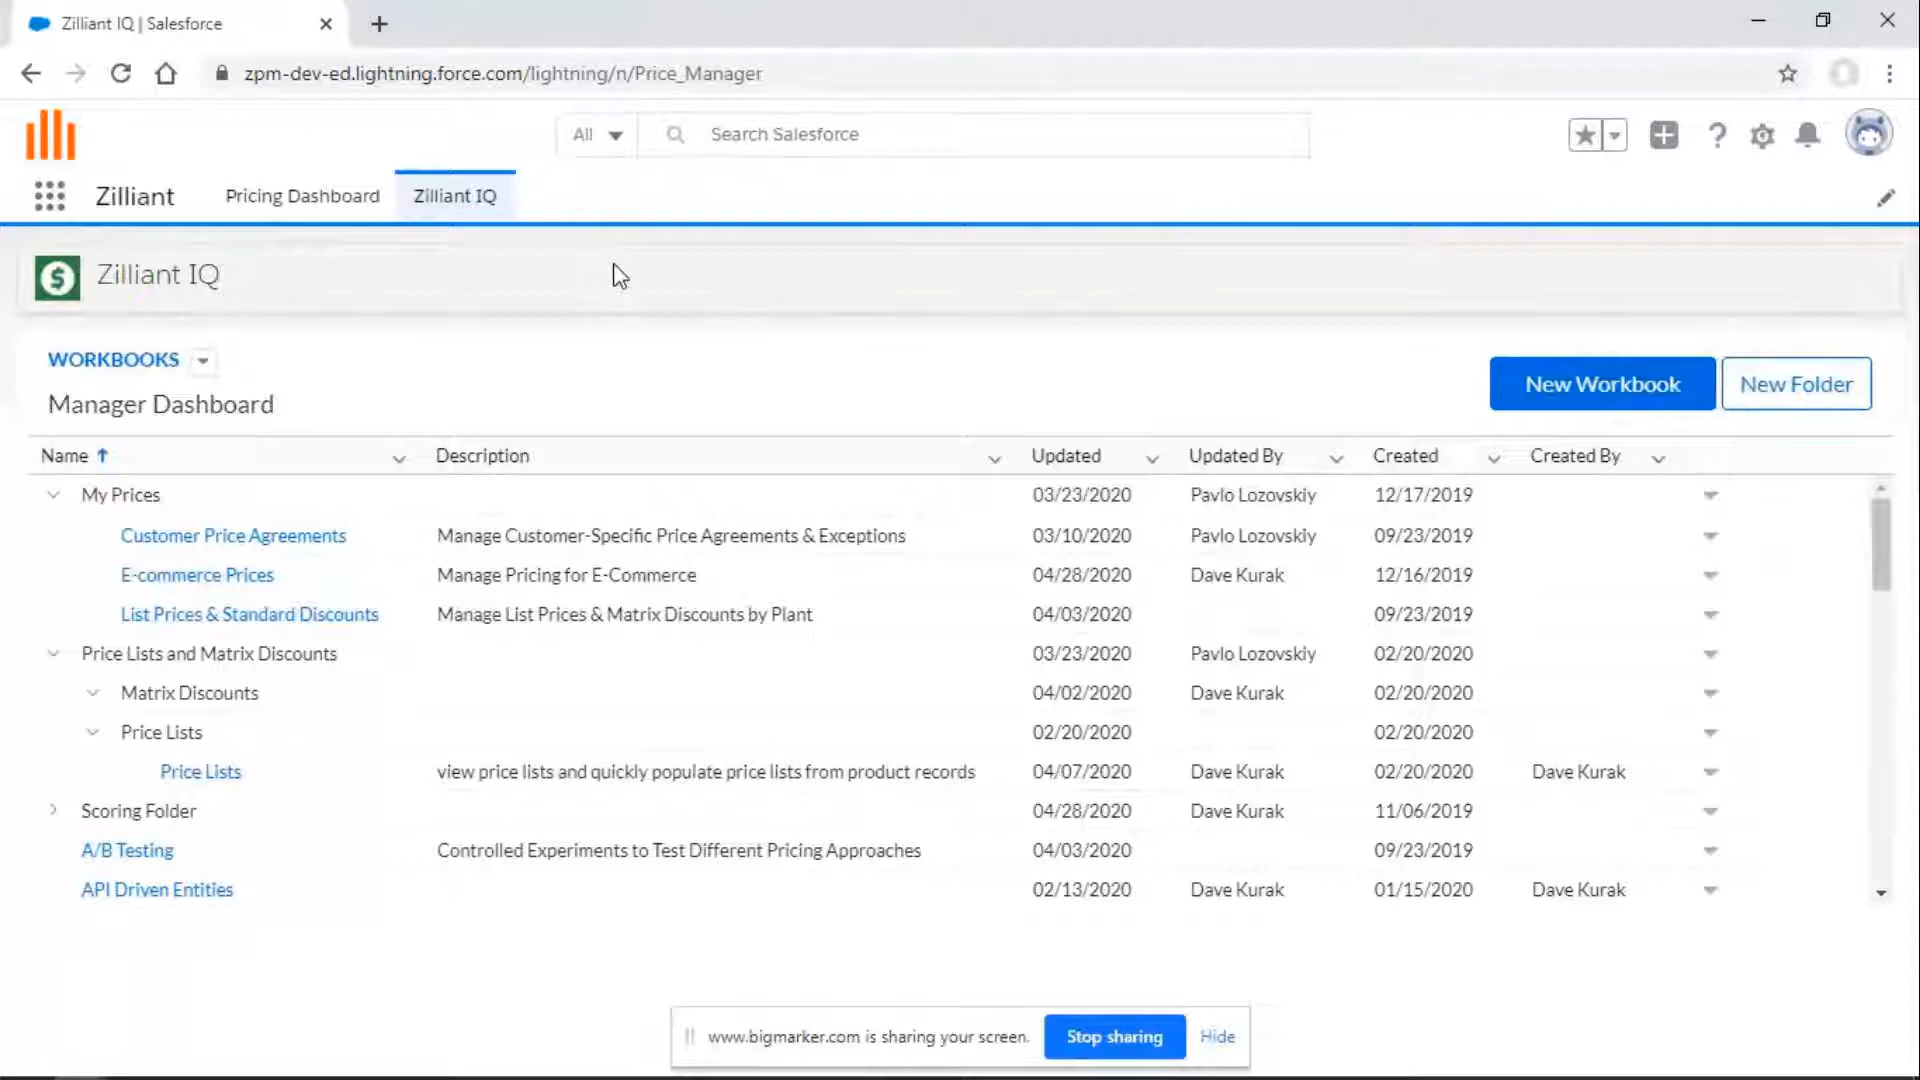 Zilliant IQ | Salesforce
zpm-dev-ed.lightning.force.com/lightning/n/Price_Manager
All Search Salesforce
Zilliant Pricing Dashboard Zilliant IQ
Zilliant IQ
WORKBOOKS
Manager Dashboard
New Workbook New Folder
Name Description Updated Updated By Created Created By
My Prices 03/23/2020 Pavlo Lozovskiy 12/17/2019
Customer Price Agreements Manage Customer-Specific Price Agreements & Exceptions 03/10/2020 Pavlo Lozovskiy 09/23/2019
E-commerce Prices Manage Pricing for E-Commerce 04/28/2020 Dave Kurak 12/16/2019
List Prices & Standard Discounts Manage List Prices & Matrix Discounts by Plant 04/03/2020 09/23/2019
Price Lists and Matrix Discounts 03/23/2020 Pavlo Lozovskiy 02/20/2020
Matrix Discounts 04/02/2020 Dave Kurak 02/20/2020
Price Lists 02/20/2020 02/20/2020
Price Lists view price lists and quickly populate price lists from product records 04/07/2020 Dave Kurak 02/20/2020 Dave Kurak
Scoring Folder 04/28/2020 Dave Kurak 11/06/2019
A/B Testing Controlled Experiments to Test Different Pricing Approaches 04/03/2020 09/23/2019
API Driven Entities 02/13/2020 Dave Kurak 01/15/2020 Dave Kurak
www.bigmarker.com is sharing your screen. Stop sharing Hide